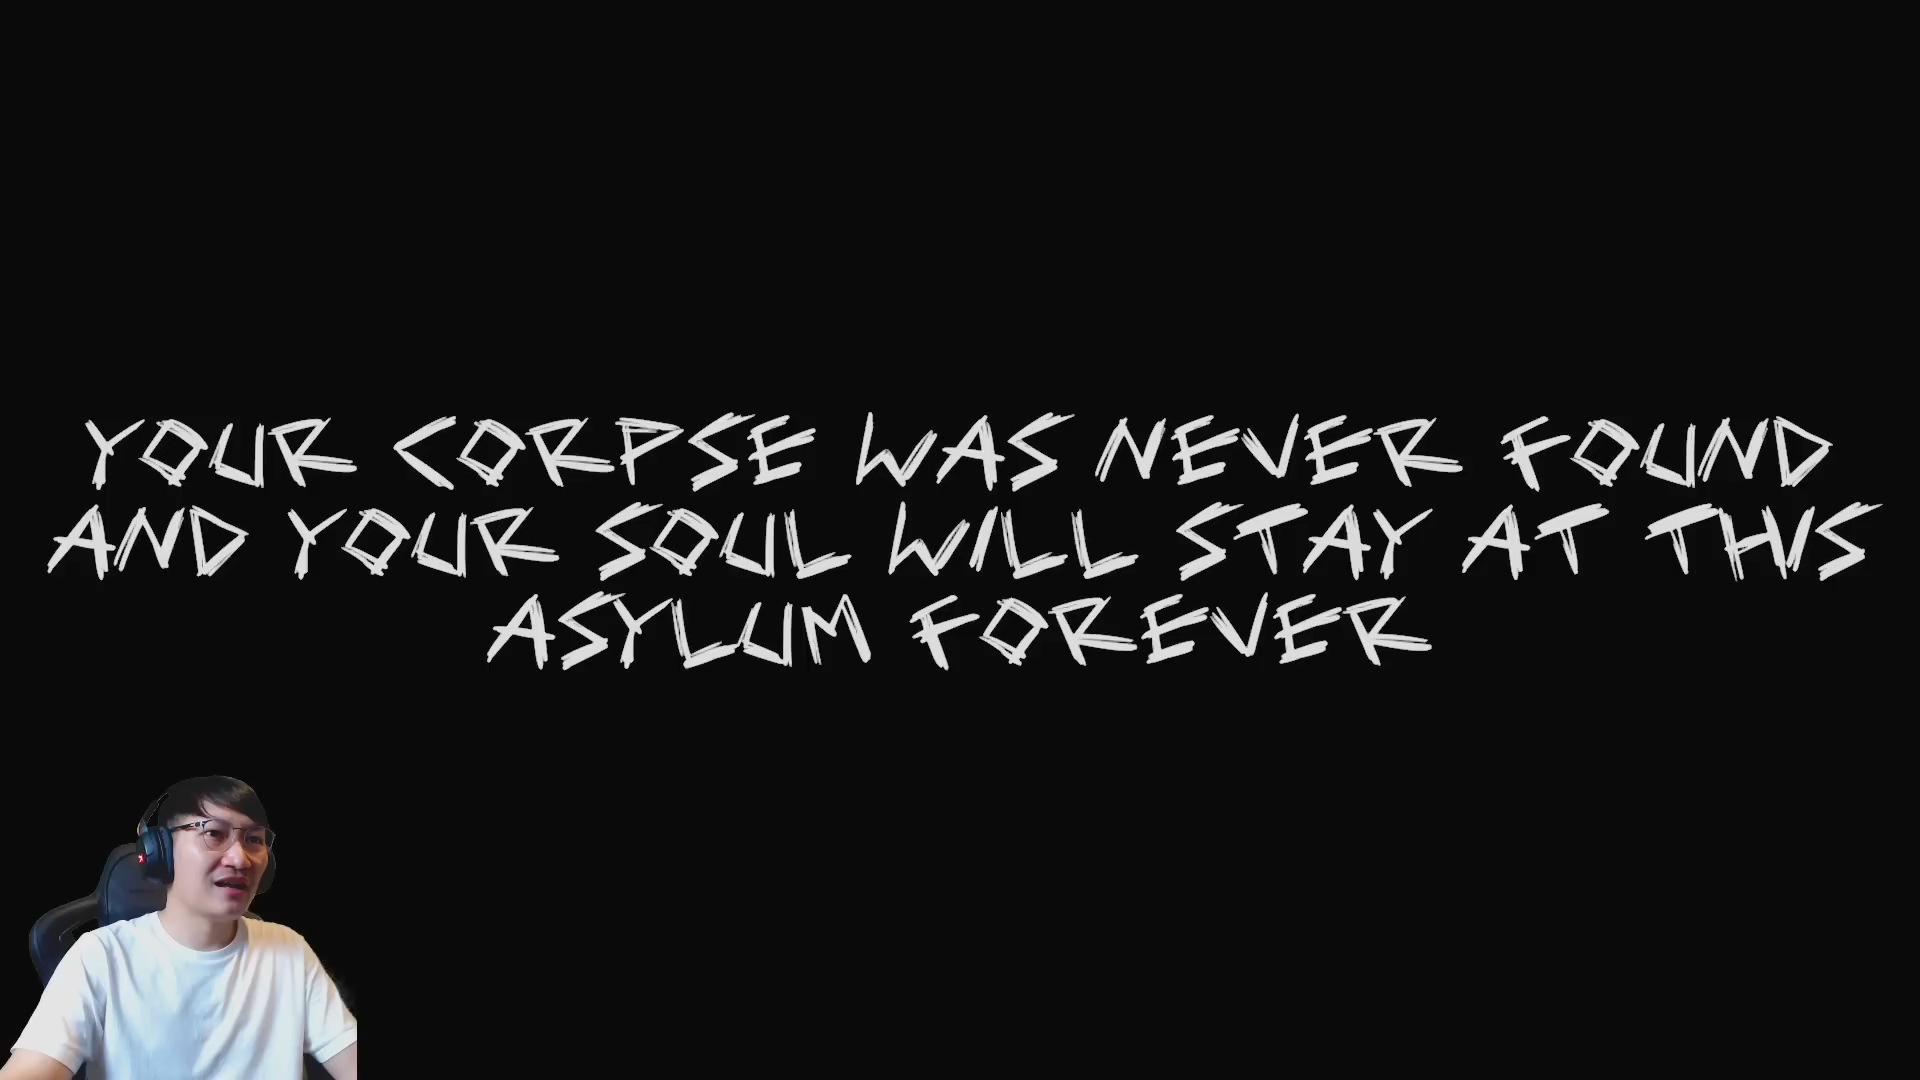 YOUR CORPSE WAS NEVER FOUND
AND YOUR SOUL WILL STAY AT THIS
ASYLUM FOREVER